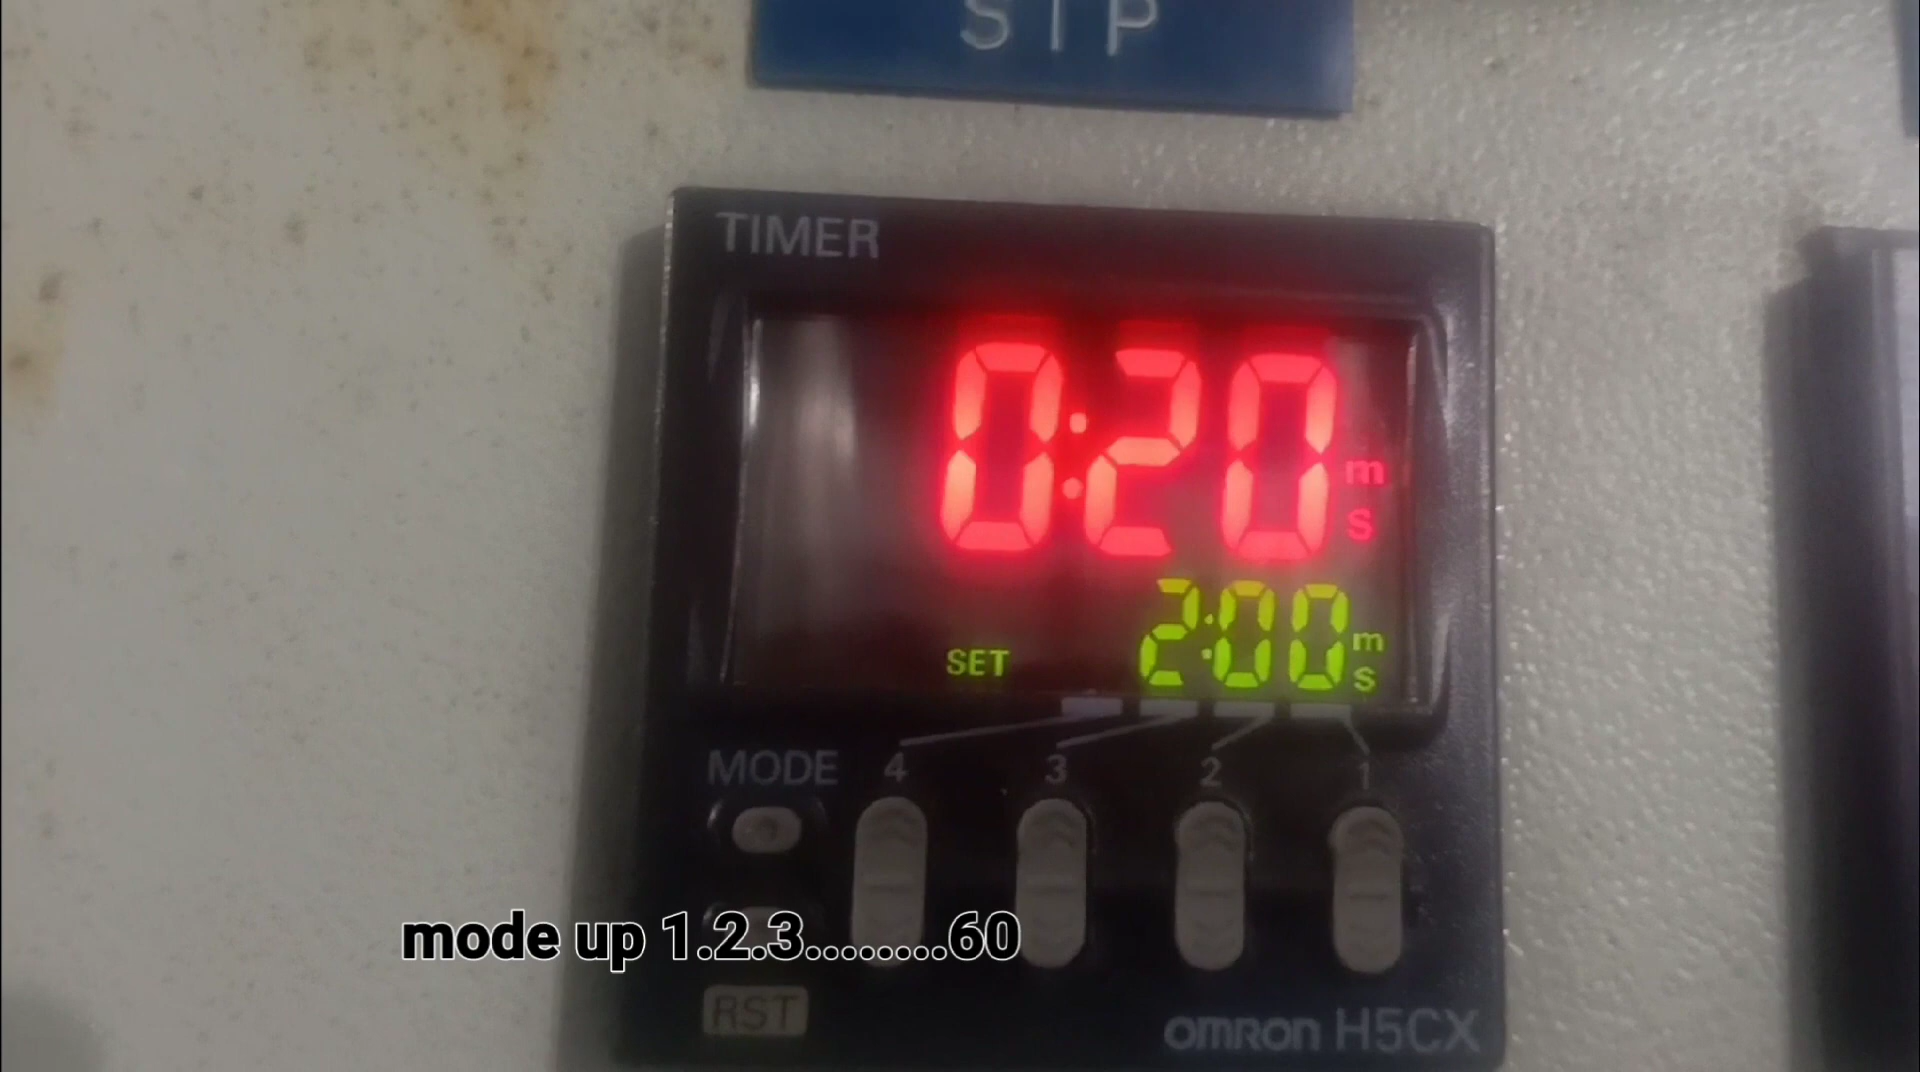 STP
TIMER
0:20 m s
SET 2:00 m s
MODE 4 3 2 1
mode up 1.2.3........60
RST
OMRON H5CX